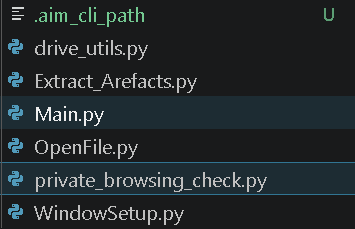 .aim_cli_path U
drive_utils.py
Extract_Arefacts.py
Main.py
OpenFile.py
private_browsing_check.py
WindowSetup.py